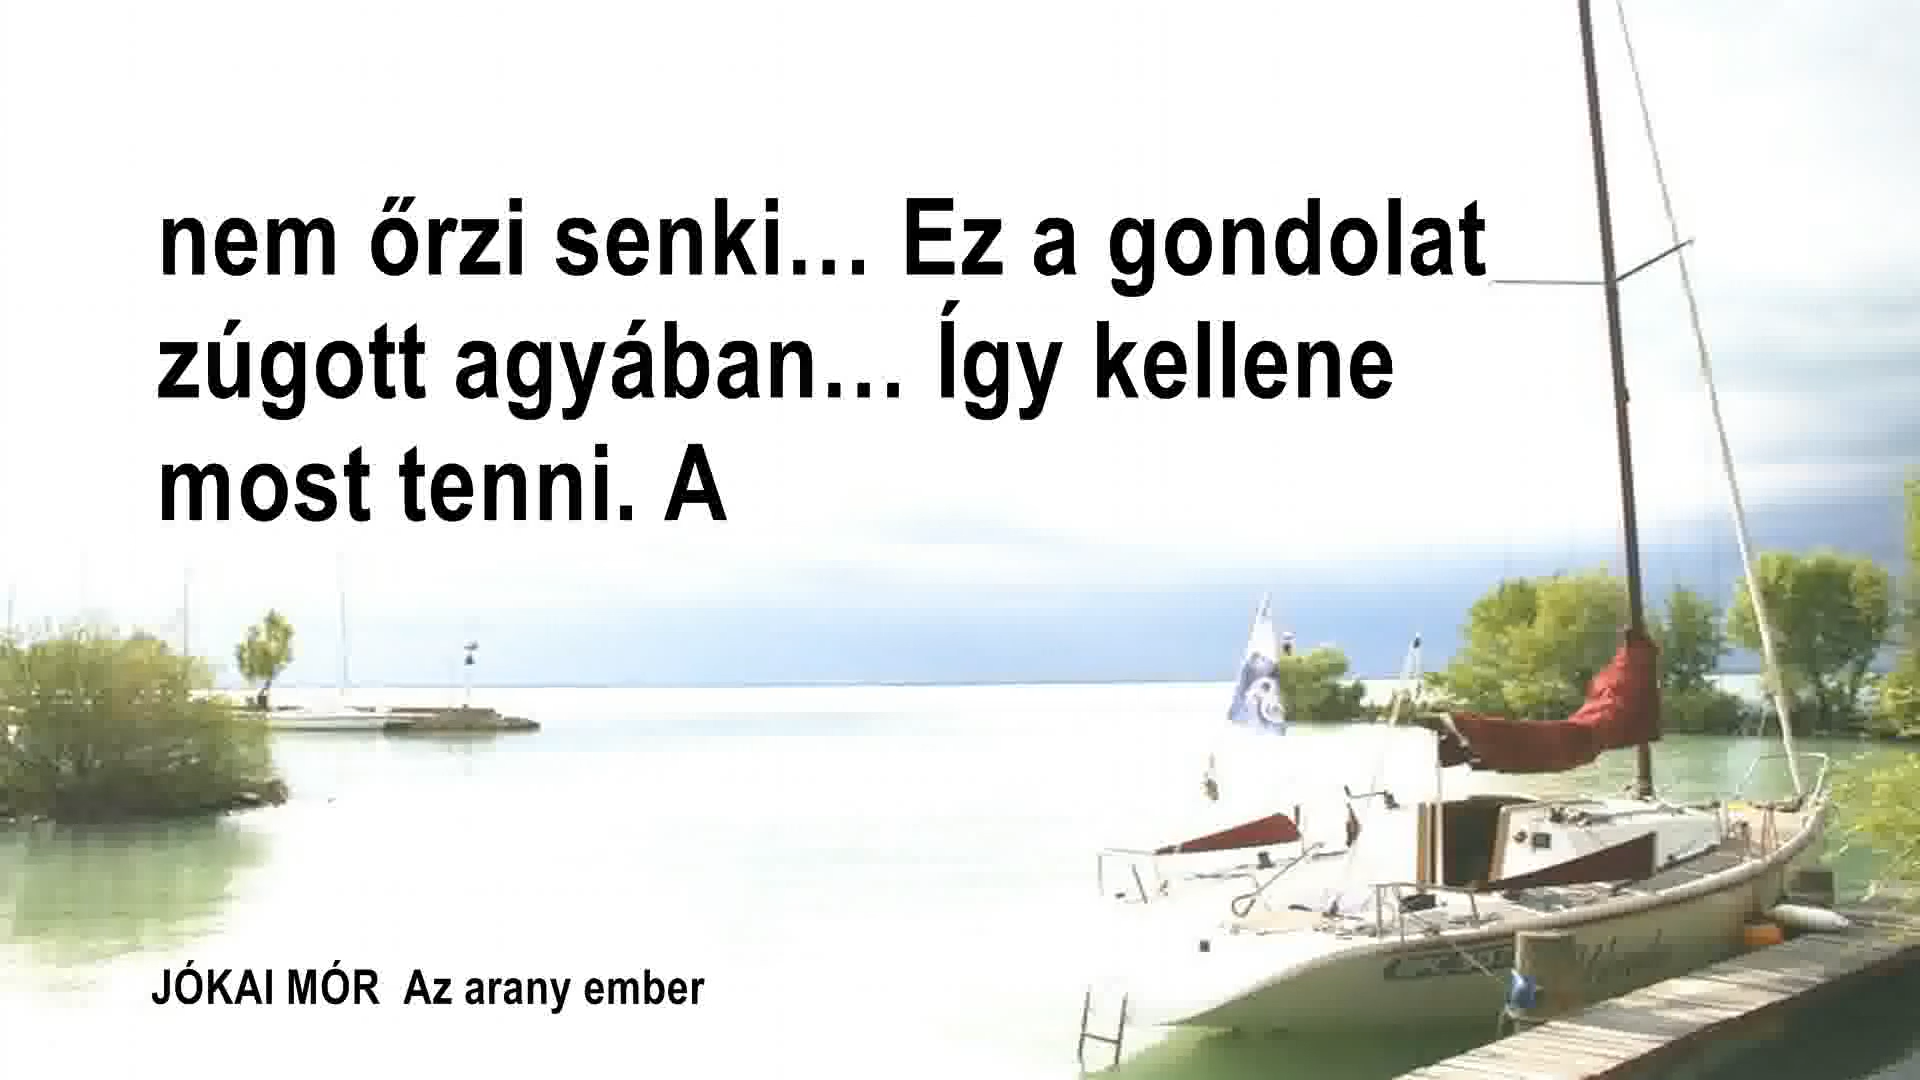 nem őrzi senki… Ez a gondolat
zúgott agyában… Így kellene
most tenni. A
JÓKAI MÓR Az arany ember